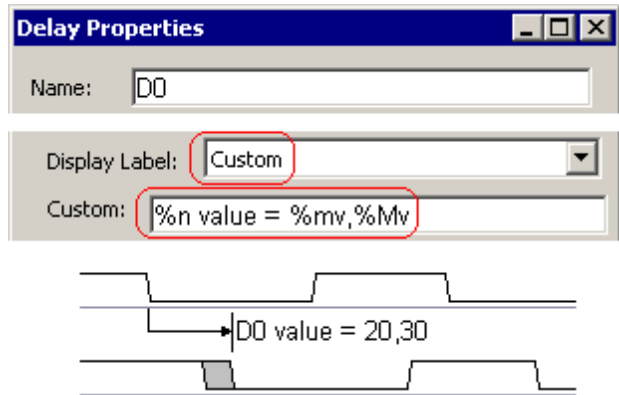 Delay Properties
Name: D0
Display Label: Custom
Custom: %n value = %mv,%Mv
D0 value = 20,30